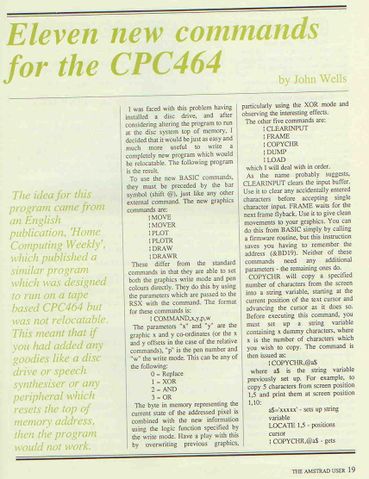 Eleven new commands
for the CPC464
by John Wells
The idea for this
program came from
an English
publication, 'Home
Computing Weekly',
which published a
similar program
which was designed
to run on a tape
based CPC464 but
was not relocatable.
This meant that if
you had added any
goodies like a disc
drive or speech
synthesiser or any
peripheral which
resets the top of
memory address,
then the program
would not work.
I was faced with this problem having
installed a disc drive, and after
considering altering the program to run
at the disc system top of memory, I
decided that it would be just as easy and
much more useful to write a
completely new program which would
be relocatable. The following program
is the result.
To use the new BASIC commands,
they must be preceded by the bar
symbol (shift @), just like any other
external command. The new graphics
commands are:
|MOVE
|MOVER
|PLOT
|PLOTR
|DRAW
|DRAWR
These differ from the standard
commands in that they are able to set
both the graphics write mode and pen
colours directly. They do this by using
the parameters which are passed to the
RSX with the command. The format
for these commands is:
|COMMAND,x,y,p,w
The parameters "x" and "y" are the
graphic x and y co-ordinates (or the x
and y offsets in the case of the relative
commands), "p" is the pen number and
"w" the write mode. This can be any of
the following:
0 = Replace
1 = XOR
2 = AND
3 = OR
The byte in memory representing the
current state of the addressed pixel is
combined with the new information
using the logic function specified by
the write mode. Have a play with this
by overwriting previous graphics,
particularly using the XOR mode and
observing the interesting effects.
The other five commands are:
|CLEARINPUT
|FRAME
|COPYCHR
|DUMP
|LOAD
which I will deal with in order.
As the name probably suggests,
CLEARINPUT clears the input buffer.
Use it to clear any accidentally entered
characters before accepting single
character input. FRAME waits for the
next frame flyback. Use it to give clean
movements to your graphics. You can
do this from BASIC simply by calling
a firmware routine, but this instruction
saves you having to remember its
address (&BD19). Neither of these
commands need any additional
parameters - the remaining ones do.
COPYCHR will copy a specified
number of characters from the screen
into a string variable, starting at the
current position of the text cursor and
advancing the cursor as it does so.
Before executing this command, you
must set up a string variable
containing x dummy characters, where
x is the number of characters which
you wish to copy. The command is
then issued as:
|COPYCHR,@a$
where a$ is the string variable
previously set up. For example, to
copy 5 characters from screen position
1,5 and print them at screen position
1,10:
a$='xxxxx' - sets up string
variable
LOCATE 1,5 - positions
cursor
|COPYCHR,@a$ - gets
THE AMSTRAD USER 19